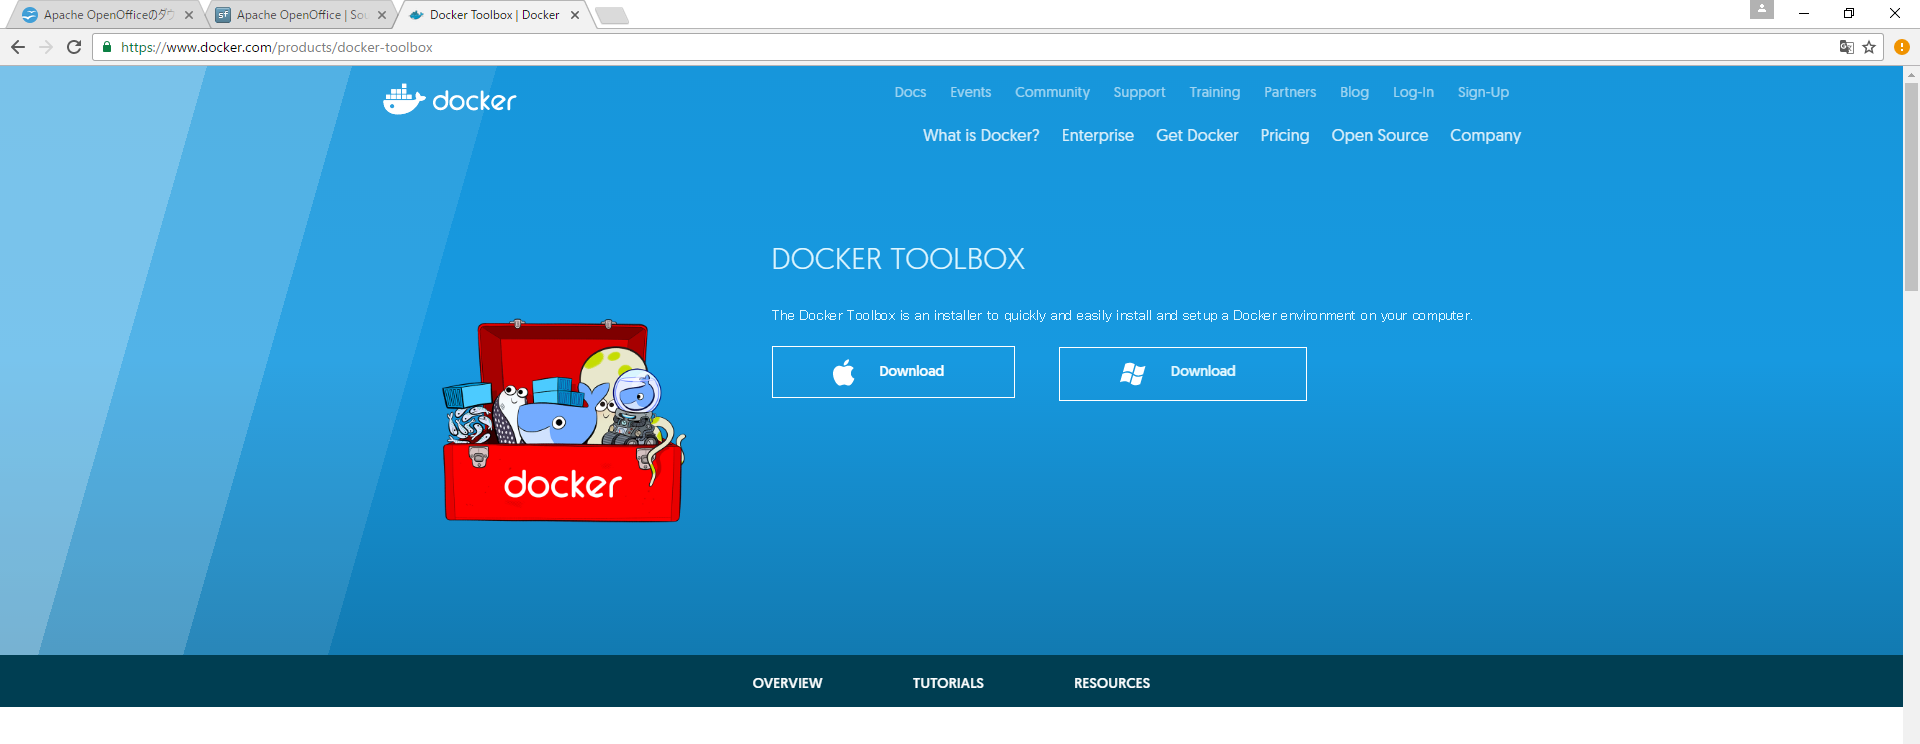 Apache OpenOfficeのダウ
Apache OpenOffice | Sou
Docker Toolbox | Docker
https://www.docker.com/products/docker-toolbox
docker
Docs Events Community Support Training Partners Blog Log-In Sign-Up
What is Docker? Enterprise Get Docker Pricing Open Source Company
DOCKER TOOLBOX
The Docker Toolbox is an installer to quickly and easily install and setup a Docker environment on your computer.
Download Download
docker
OVERVIEW TUTORIALS RESOURCES